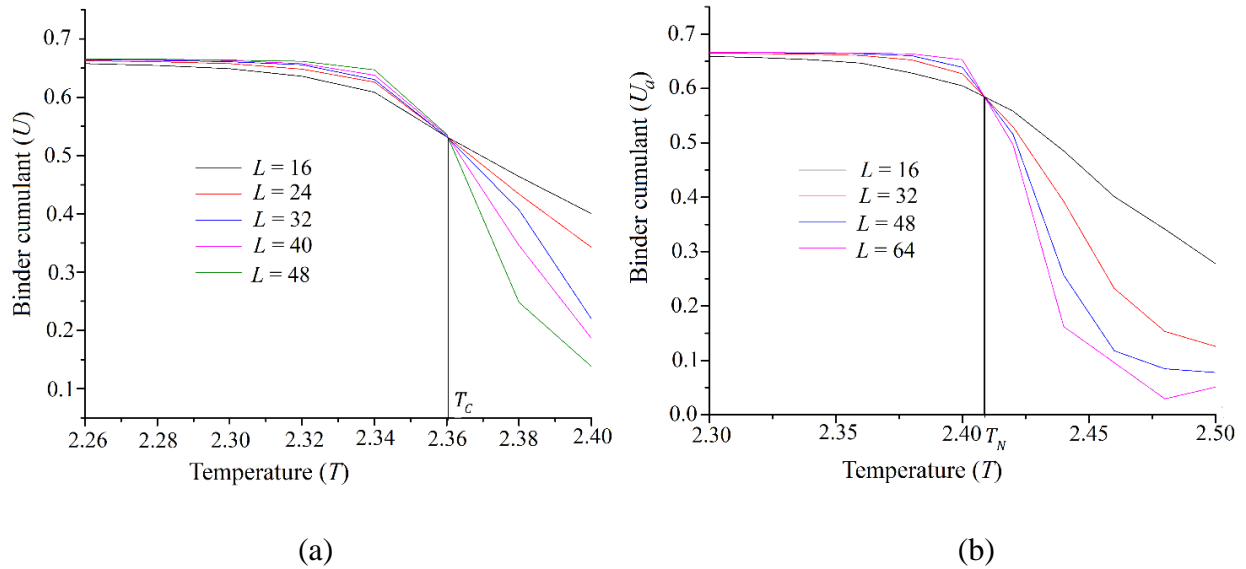 0.7
0.6
0.5
0.4
0.3
0.2
0.1
Binder cumulant (U)
L = 16
L = 24
L = 32
L = 40
L = 48
T_C
2.26 2.28 2.30 2.32 2.34 2.36 2.38 2.40
Temperature (T)
(a)
0.7
0.6
0.5
0.4
0.3
0.2
0.1
0.0
Binder cumulant (U_a)
L = 16
L = 32
L = 48
L = 64
2.30 2.35 2.40 T_N 2.45 2.50
Temperature (T)
(b)